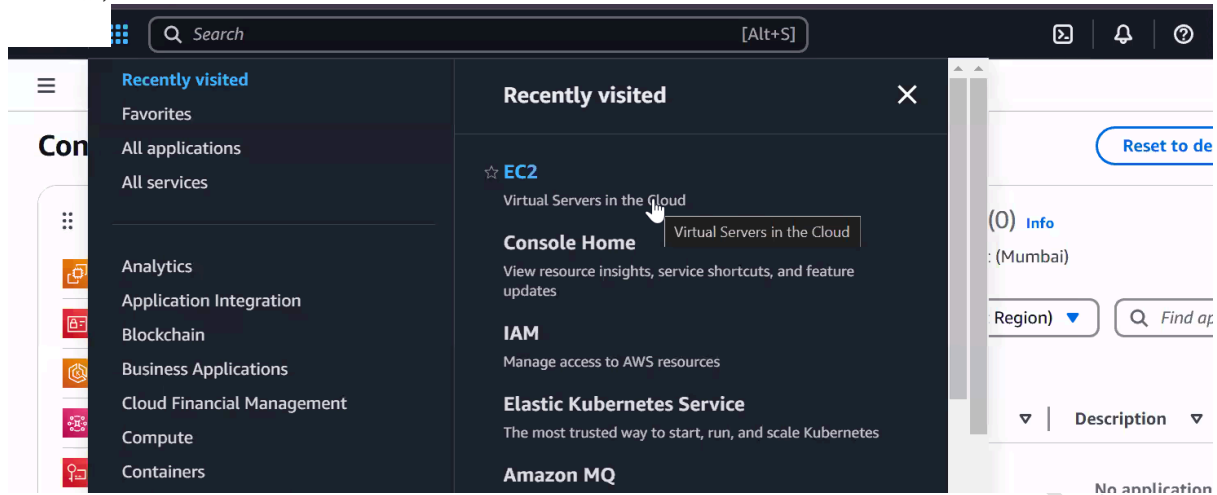 Search [Alt+S]
Recently visited
Favorites
All applications
All services
Analytics
Application Integration
Blockchain
Business Applications
Cloud Financial Management
Compute
Containers
Recently visited
EC2
Virtual Servers in the Cloud
Virtual Servers in the Cloud
Console Home
View resource insights, service shortcuts, and feature
updates
IAM
Manage access to AWS resources
Elastic Kubernetes Service
The most trusted way to start, run, and scale Kubernetes
Amazon MQ
Con
Reset to de
(0) Info
: (Mumbai)
Region)
Find ap
Description
No application